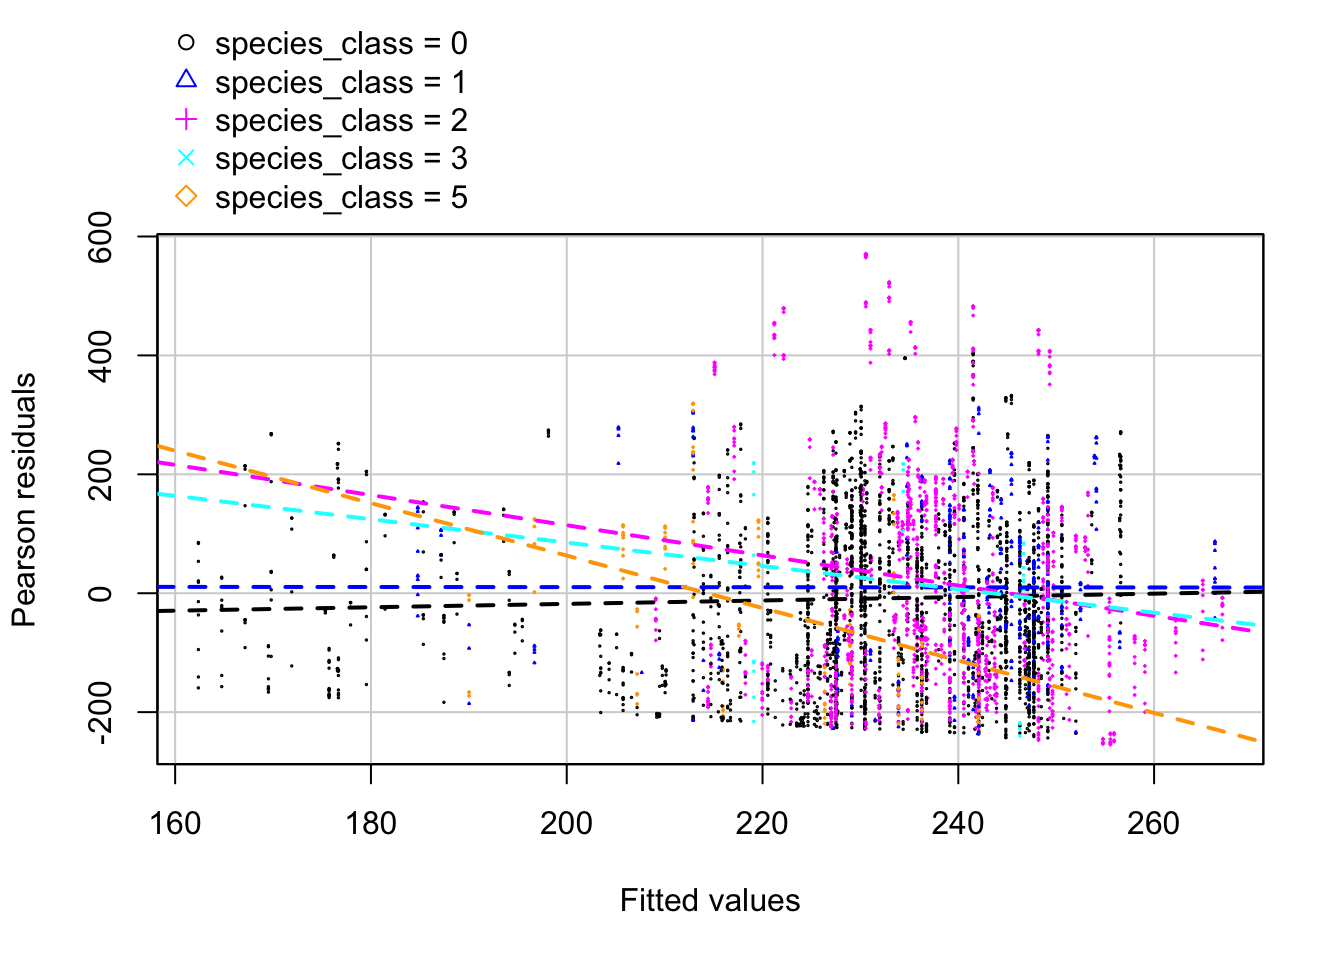 species_class = 0
species_class = 1
species_class = 2
species_class = 3
species_class = 5
600
400
200
0
-200
Pearson residuals
160 180 200 220 240 260
Fitted values